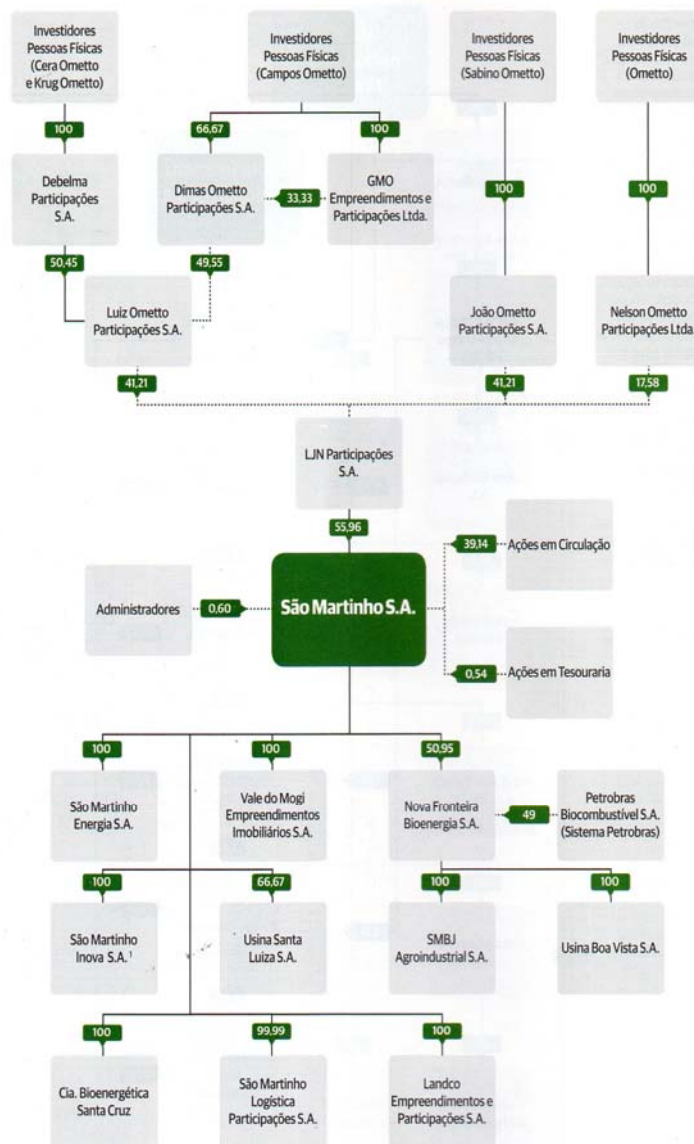 Investidores
Pessoas Físicas
(Cera Ometto
e Krug Ometto)
Investidores
Pessoas Físicas
(Campos Ometto)
Investidores
Pessoas Físicas
(Sabino Ometto)
Investidores
Pessoas Físicas
(Ometto)
100
66,67
100
100
100
Debelma
Participações
S.A.
Dimas Ometto
Participações S.A.
33,33
GMO
Empreendimentos e
Participações Ltda.
50,45
49,55
Luiz Ometto
Participações S.A.
João Ometto
Participações S.A.
Nelson Ometto
Participações Ltda.
41,21
41,21
17,58
LJN Participações
S.A.
55,96
39,14
Ações em Circulação
Administradores
0,60
São Martinho S.A.
0,54
Ações em Tesouraria
100
100
50,95
São Martinho
Energia S.A.
Vale do Mogi
Empreendimentos
Imobiliários S.A.
Nova Fronteira
Bioenergia S.A.
49
Petrobras
Biocombustível S.A.
(Sistema Petrobras)
100
66,67
100
100
São Martinho
Inova S.A. ¹
Usina Santa
Luiza S.A.
SMBJ
Agroindustrial S.A.
Usina Boa Vista S.A.
100
99,99
100
Cia. Bioenergética
Santa Cruz
São Martinho
Logística
Participações S.A.
Landco
Empreendimentos e
Participações S.A.